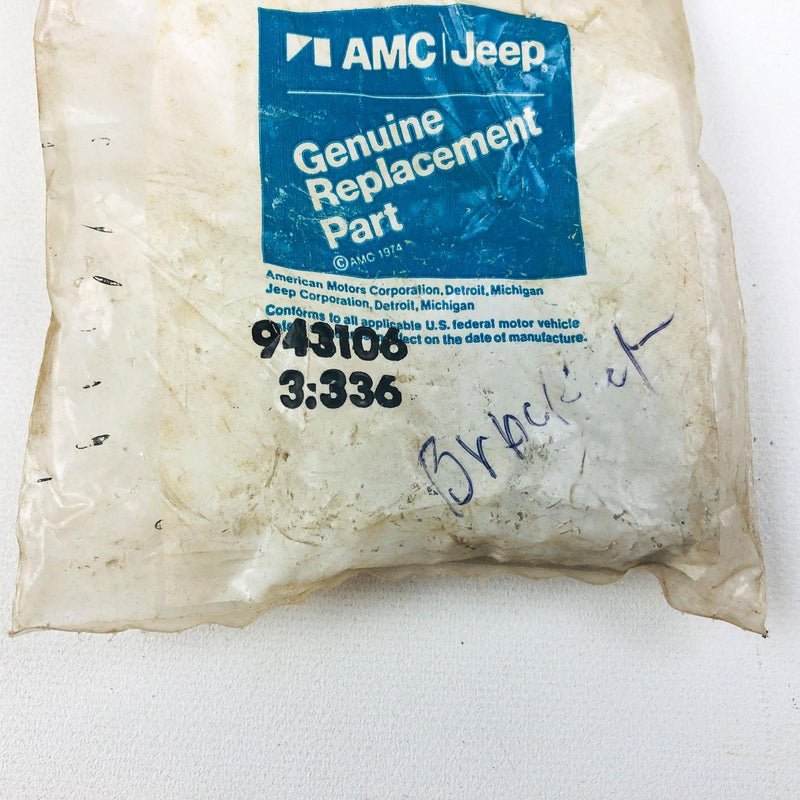 AMC|Jeep®
Genuine
Replacement
Part
© AMC 1974
American Motors Corporation, Detroit, Michigan
Jeep Corporation, Detroit, Michigan
Conforms to all applicable U.S. federal motor vehicle
on the date of manufacture.
943106
3:336
Bracket